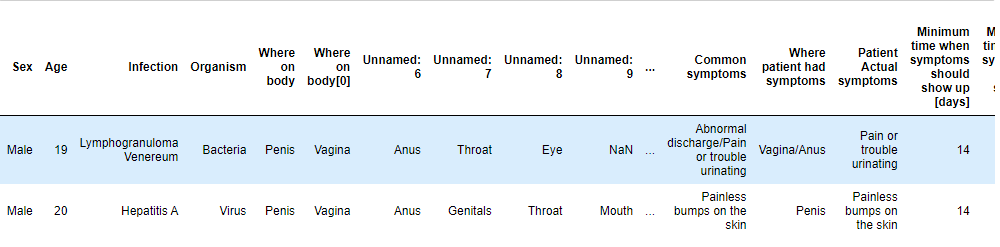 Sex
Age
Infection
Organism
Where
on
body
Where
on
body[0]
Unnamed:
6
Unnamed:
7
Unnamed:
8
Unnamed:
9
...
Common
symptoms
Where
patient had
symptoms
Patient
Actual
symptoms
Minimum
time when
symptoms
should
show up
[days]
Male
19
Lymphogranuloma
Venereum
Bacteria
Penis
Vagina
Anus
Throat
Eye
NaN
...
Abnormal
discharge/Pain
or trouble
urinating
Vagina/Anus
Pain or
trouble
urinating
14
Male
20
Hepatitis A
Virus
Penis
Vagina
Anus
Genitals
Throat
Mouth
...
Painless
bumps on the
skin
Penis
Painless
bumps on
the skin
14